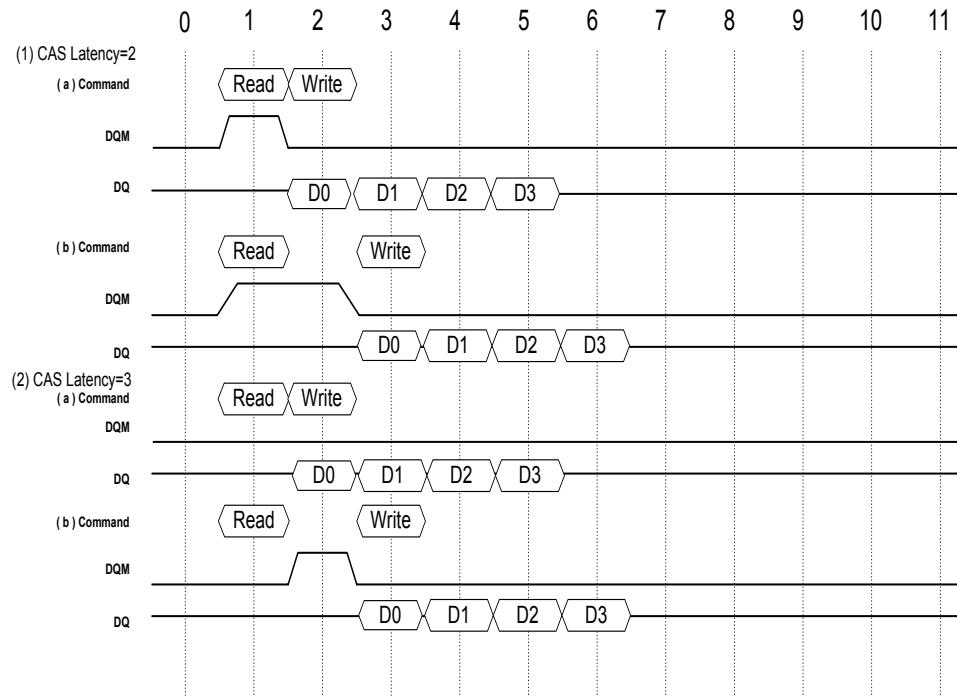 0 1 2 3 4 5 6 7 8 9 10 11
(1) CAS Latency=2
( a ) Command Read Write
DQM
DQ D0 D1 D2 D3
( b ) Command Read Write
DQM
DQ D0 D1 D2 D3
(2) CAS Latency=3
( a ) Command Read Write
DQM
DQ D0 D1 D2 D3
( b ) Command Read Write
DQM
DQ D0 D1 D2 D3